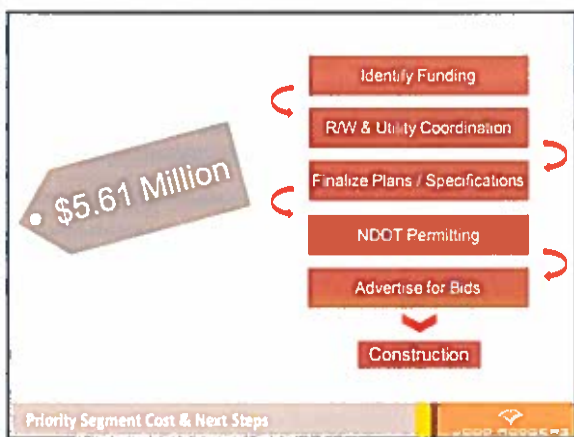 $5.61 Million
Identify Funding
R/W & Utility Coordination
Finalize Plans / Specifications
NDOT Permitting
Advertise for Bids
Construction
Priority Segment Cost & Next Steps